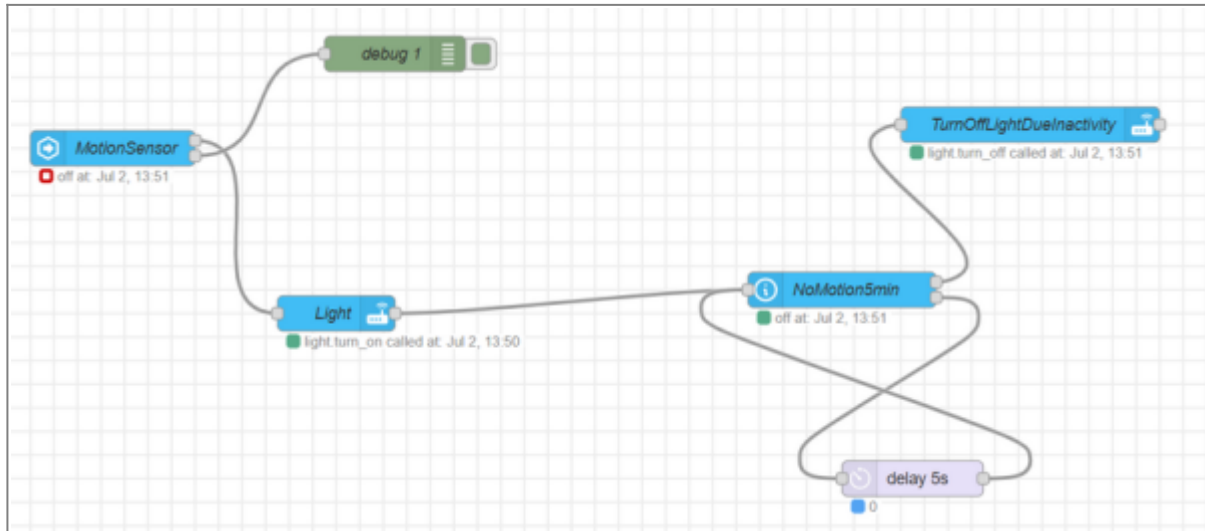 debug 1
MotionSensor
off at: Jul 2, 13:51
TurnOffLightDueInactivity
light.turn_off called at: Jul 2, 13:51
Light
light.turn_on called at: Jul 2, 13:50
NoMotion5min
off at: Jul 2, 13:51
delay 5s
0